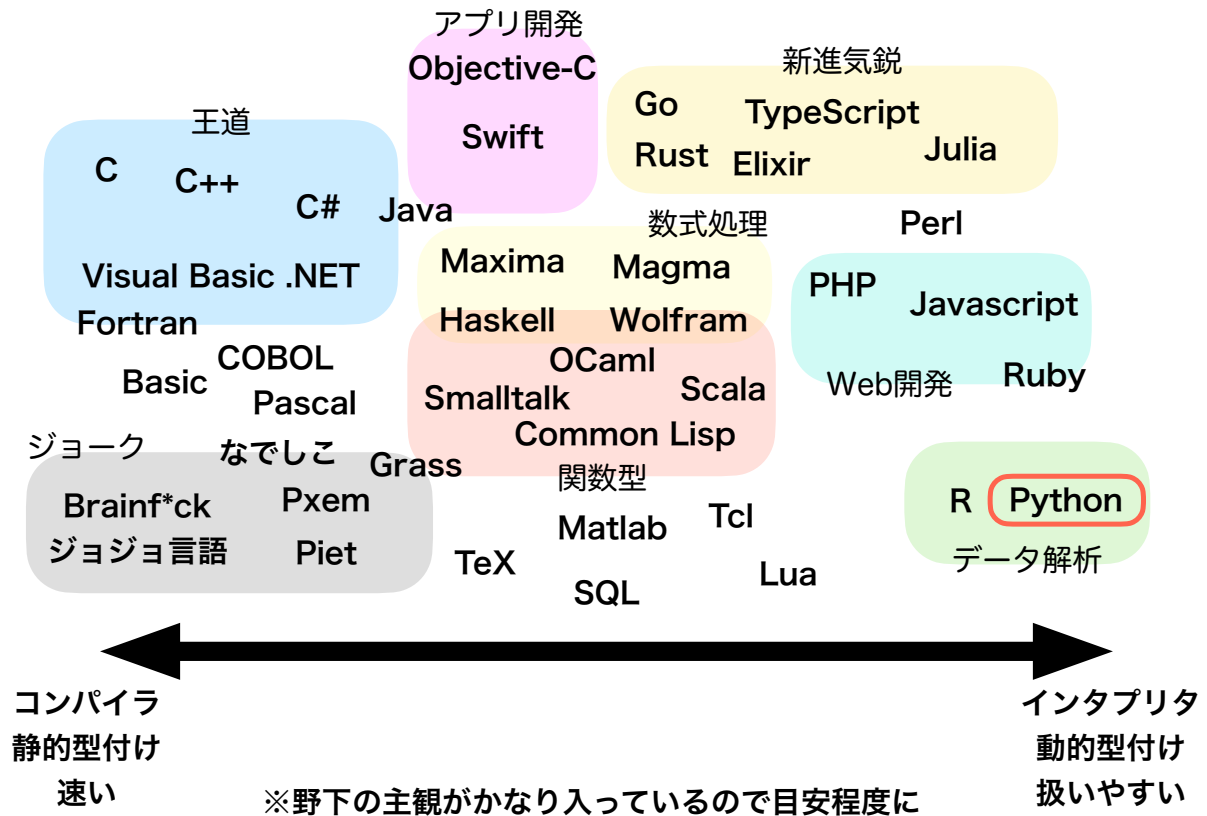 アプリ開発
Objective-C
Swift
新進気鋭
Go
TypeScript
Rust
Elixir
Julia
王道
C
C++
C#
Java
Visual Basic .NET
Fortran
数式処理
Maxima
Magma
Haskell
Wolfram
Perl
PHP
Javascript
Web開発
Ruby
COBOL
Basic
Pascal
OCaml
Smalltalk
Scala
Common Lisp
関数型
ジョーク
なでしこ
Grass
Brainf*ck
Pxem
ジョジョ言語
Piet
Matlab
Tcl
TeX
SQL
Lua
R
Python
データ解析
コンパイラ
静的型付け
速い
インタプリタ
動的型付け
扱いやすい
※野下の主観がかなり入っているので目安程度に